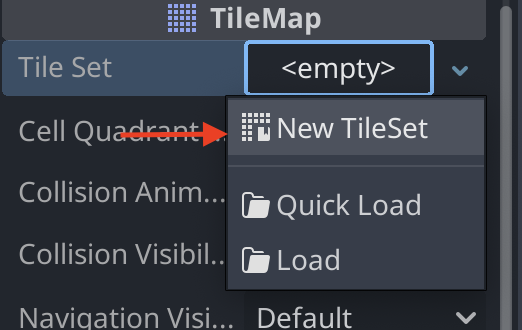 TileMap
Tile Set <empty>
New TileSet
Cell Quadrant ...
Collision Anim...
Quick Load
Collision Visibil...
Load
Navigation Visi... Default